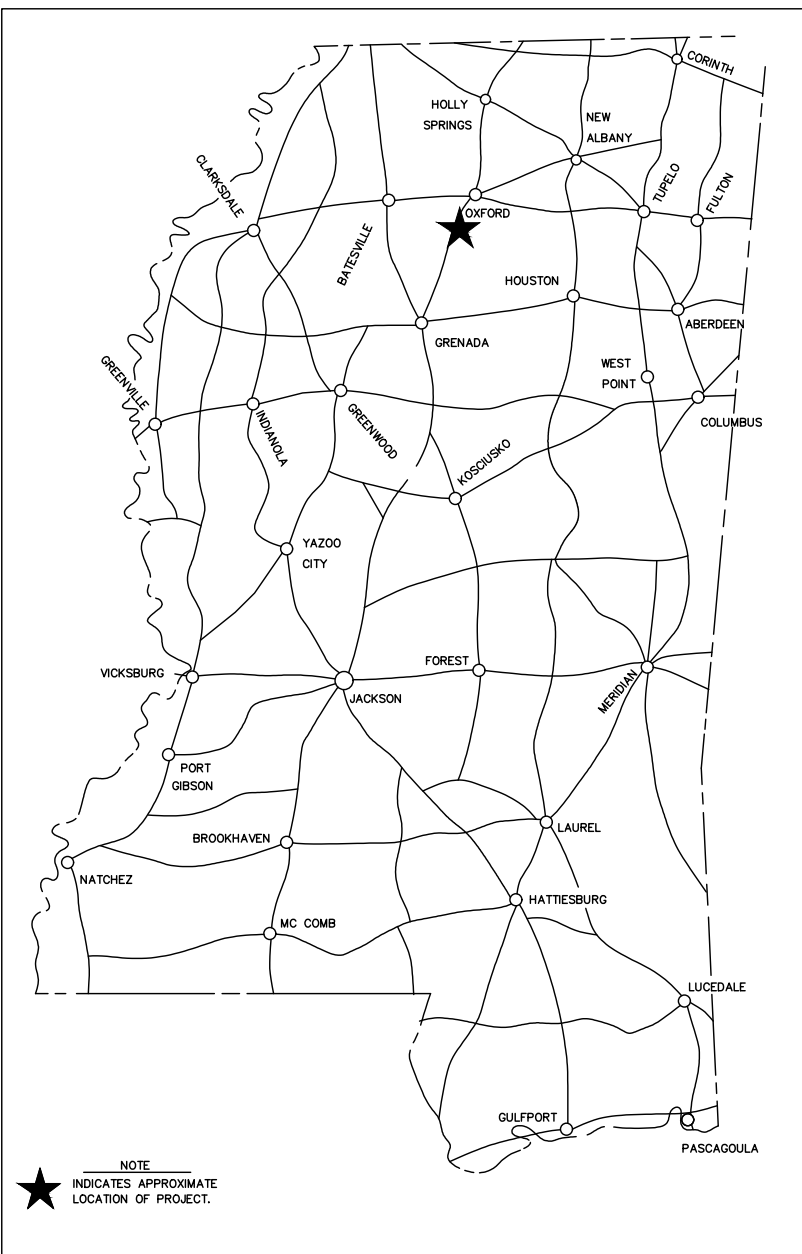 CORINTH
HOLLY
SPRINGS
NEW
ALBANY
CLARKSDALE
TUPELO
FULTON
OXFORD
BATESVILLE
HOUSTON
ABERDEEN
GRENADA
WEST
POINT
GREENVILLE
COLUMBUS
INDIANOLA
GREENWOOD
KOSCIUSKO
YAZOO
CITY
FOREST
VICKSBURG
MERIDIAN
JACKSON
PORT
GIBSON
LAUREL
BROOKHAVEN
NATCHEZ
HATTIESBURG
MC COMB
LUCEDALE
GULFPORT
PASCAGOULA
NOTE
INDICATES APPROXIMATE
LOCATION OF PROJECT.